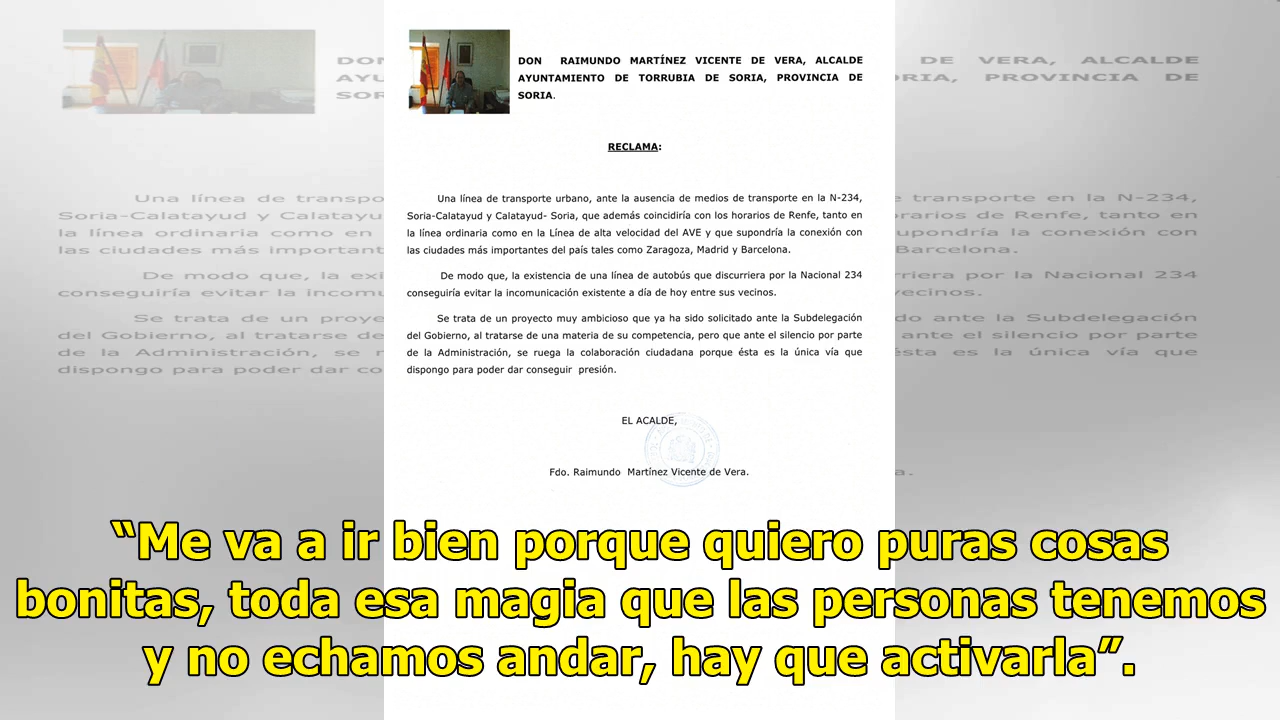 DON RAIMUNDO MARTÍNEZ VICENTE DE VERA, ALCALDE
AYUNTAMIENTO DE TORRUBIA DE SORIA, PROVINCIA DE
SORIA.
RECLAMA:
Una línea de transporte urbano, ante la ausencia de medios de transporte en la N-234,
Soria-Calatayud y Calatayud- Soria, que además coincidiría con los horarios de Renfe, tanto en
la línea ordinaria como en la Línea de alta velocidad del AVE y que supondría la conexión con
las ciudades más importantes del país tales como Zaragoza, Madrid y Barcelona.
De modo que, la existencia de una línea de autobús que discurriera por la Nacional 234
conseguiría evitar la incomunicación existente a día de hoy entre sus vecinos.
Se trata de un proyecto muy ambicioso que ya ha sido solicitado ante la Subdelegación
del Gobierno, al tratarse de una materia de su competencia, pero que ante el silencio por parte
de la Administración, se ruega la colaboración ciudadana porque ésta es la única vía que
dispongo para poder dar conseguir presión.
EL ACALDE,
Fdo. Raimundo Martínez Vicente de Vera.
“Me va a ir bien porque quiero puras cosas
bonitas, toda esa magia que las personas tenemos
y no echamos andar, hay que activarla”.